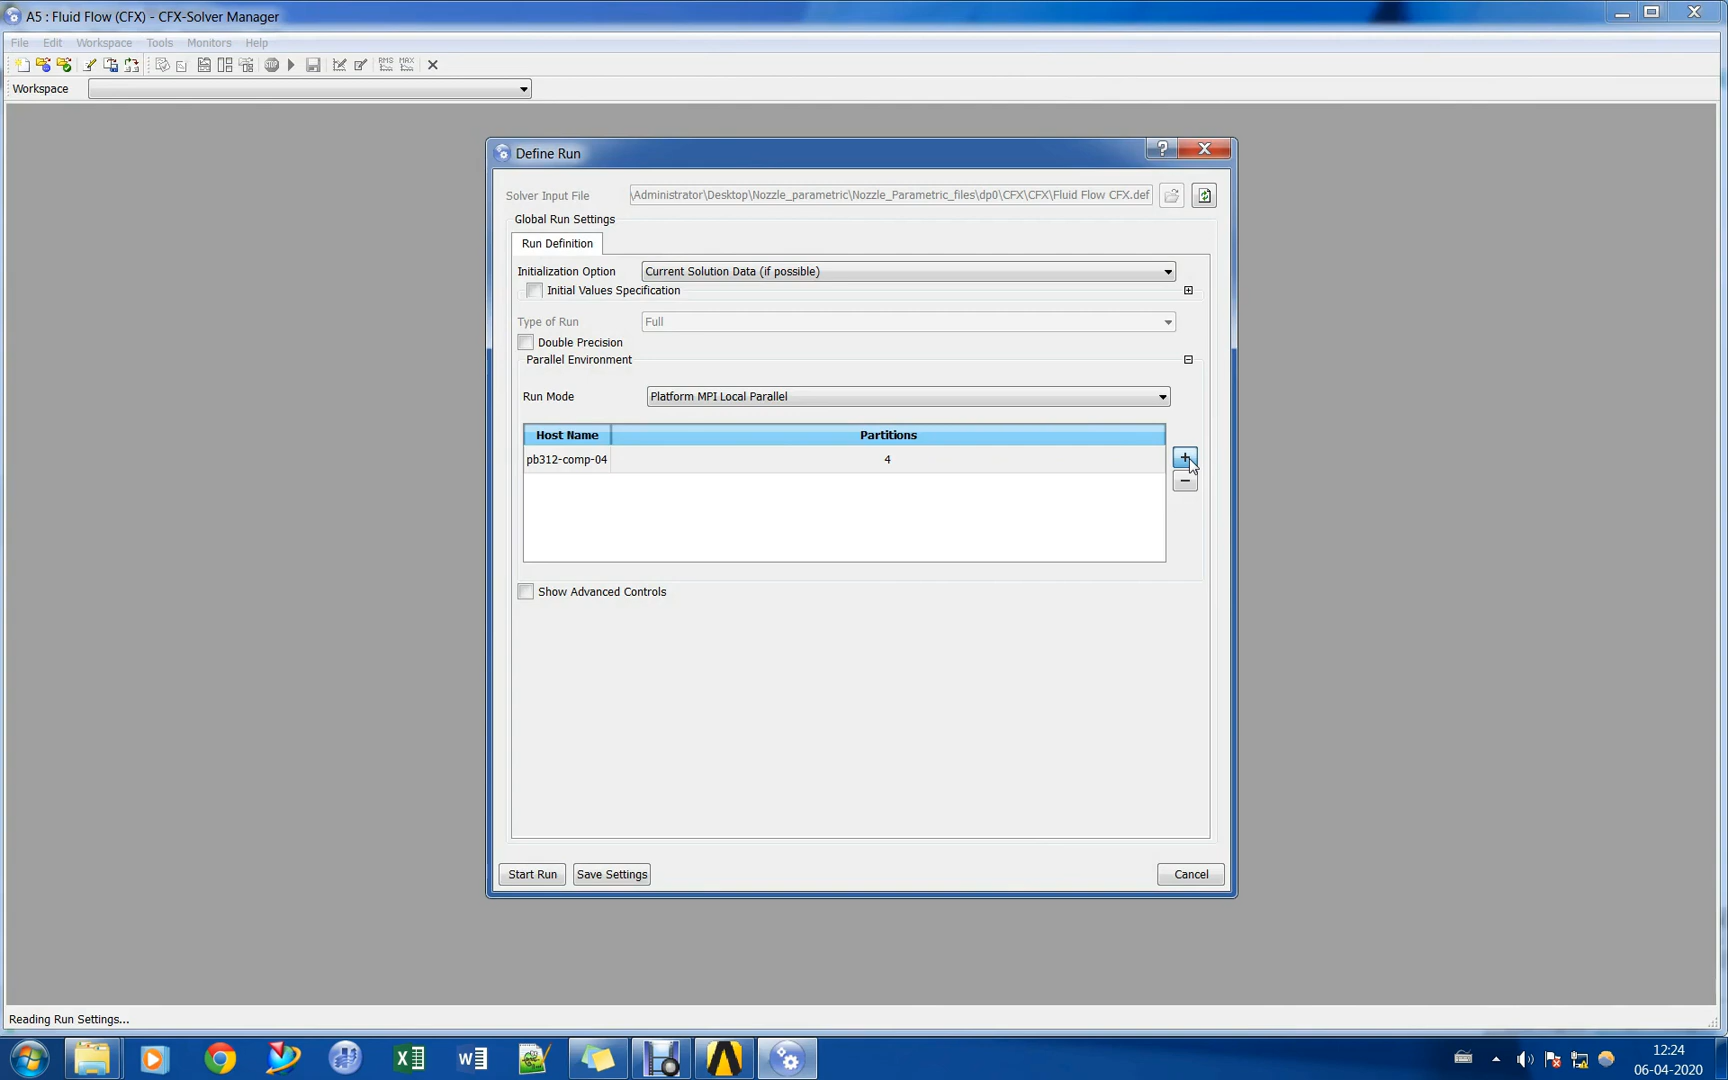 A5 : Fluid Flow (CFX) - CFX-Solver Manager
File Edit Workspace Tools Monitors Help
STOP RMS MAX
Workspace
Define Run
Solver Input File \Administrator\Desktop\Nozzle_parametric\Nozzle_Parametric_files\dp0\CFX\CFX\Fluid Flow CFX.def
Global Run Settings
Run Definition
Initialization Option Current Solution Data (if possible)
Initial Values Specification
Type of Run Full
Double Precision
Parallel Environment
Run Mode Platform MPI Local Parallel
Host Name Partitions
pb312-comp-04 4
Show Advanced Controls
Start Run Save Settings Cancel
Reading Run Settings...
12:24
06-04-2020